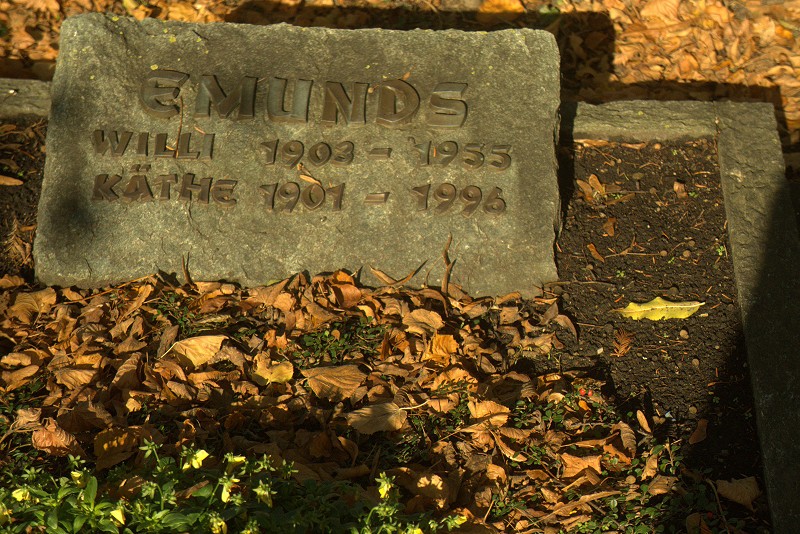 EMUNDS
WILLI 1903 – 1955
KÄTHE 1901 – 1996